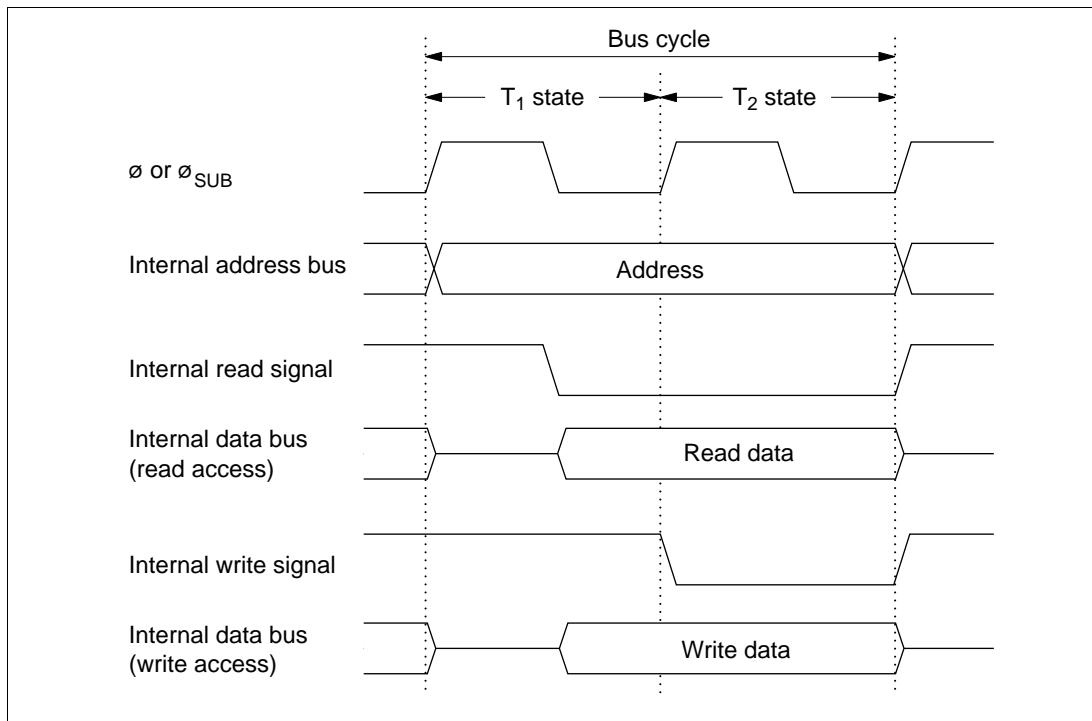 Bus cycle
T1 state
T2 state
ø or øSUB
Internal address bus
Address
Internal read signal
Internal data bus
(read access)
Read data
Internal write signal
Internal data bus
(write access)
Write data